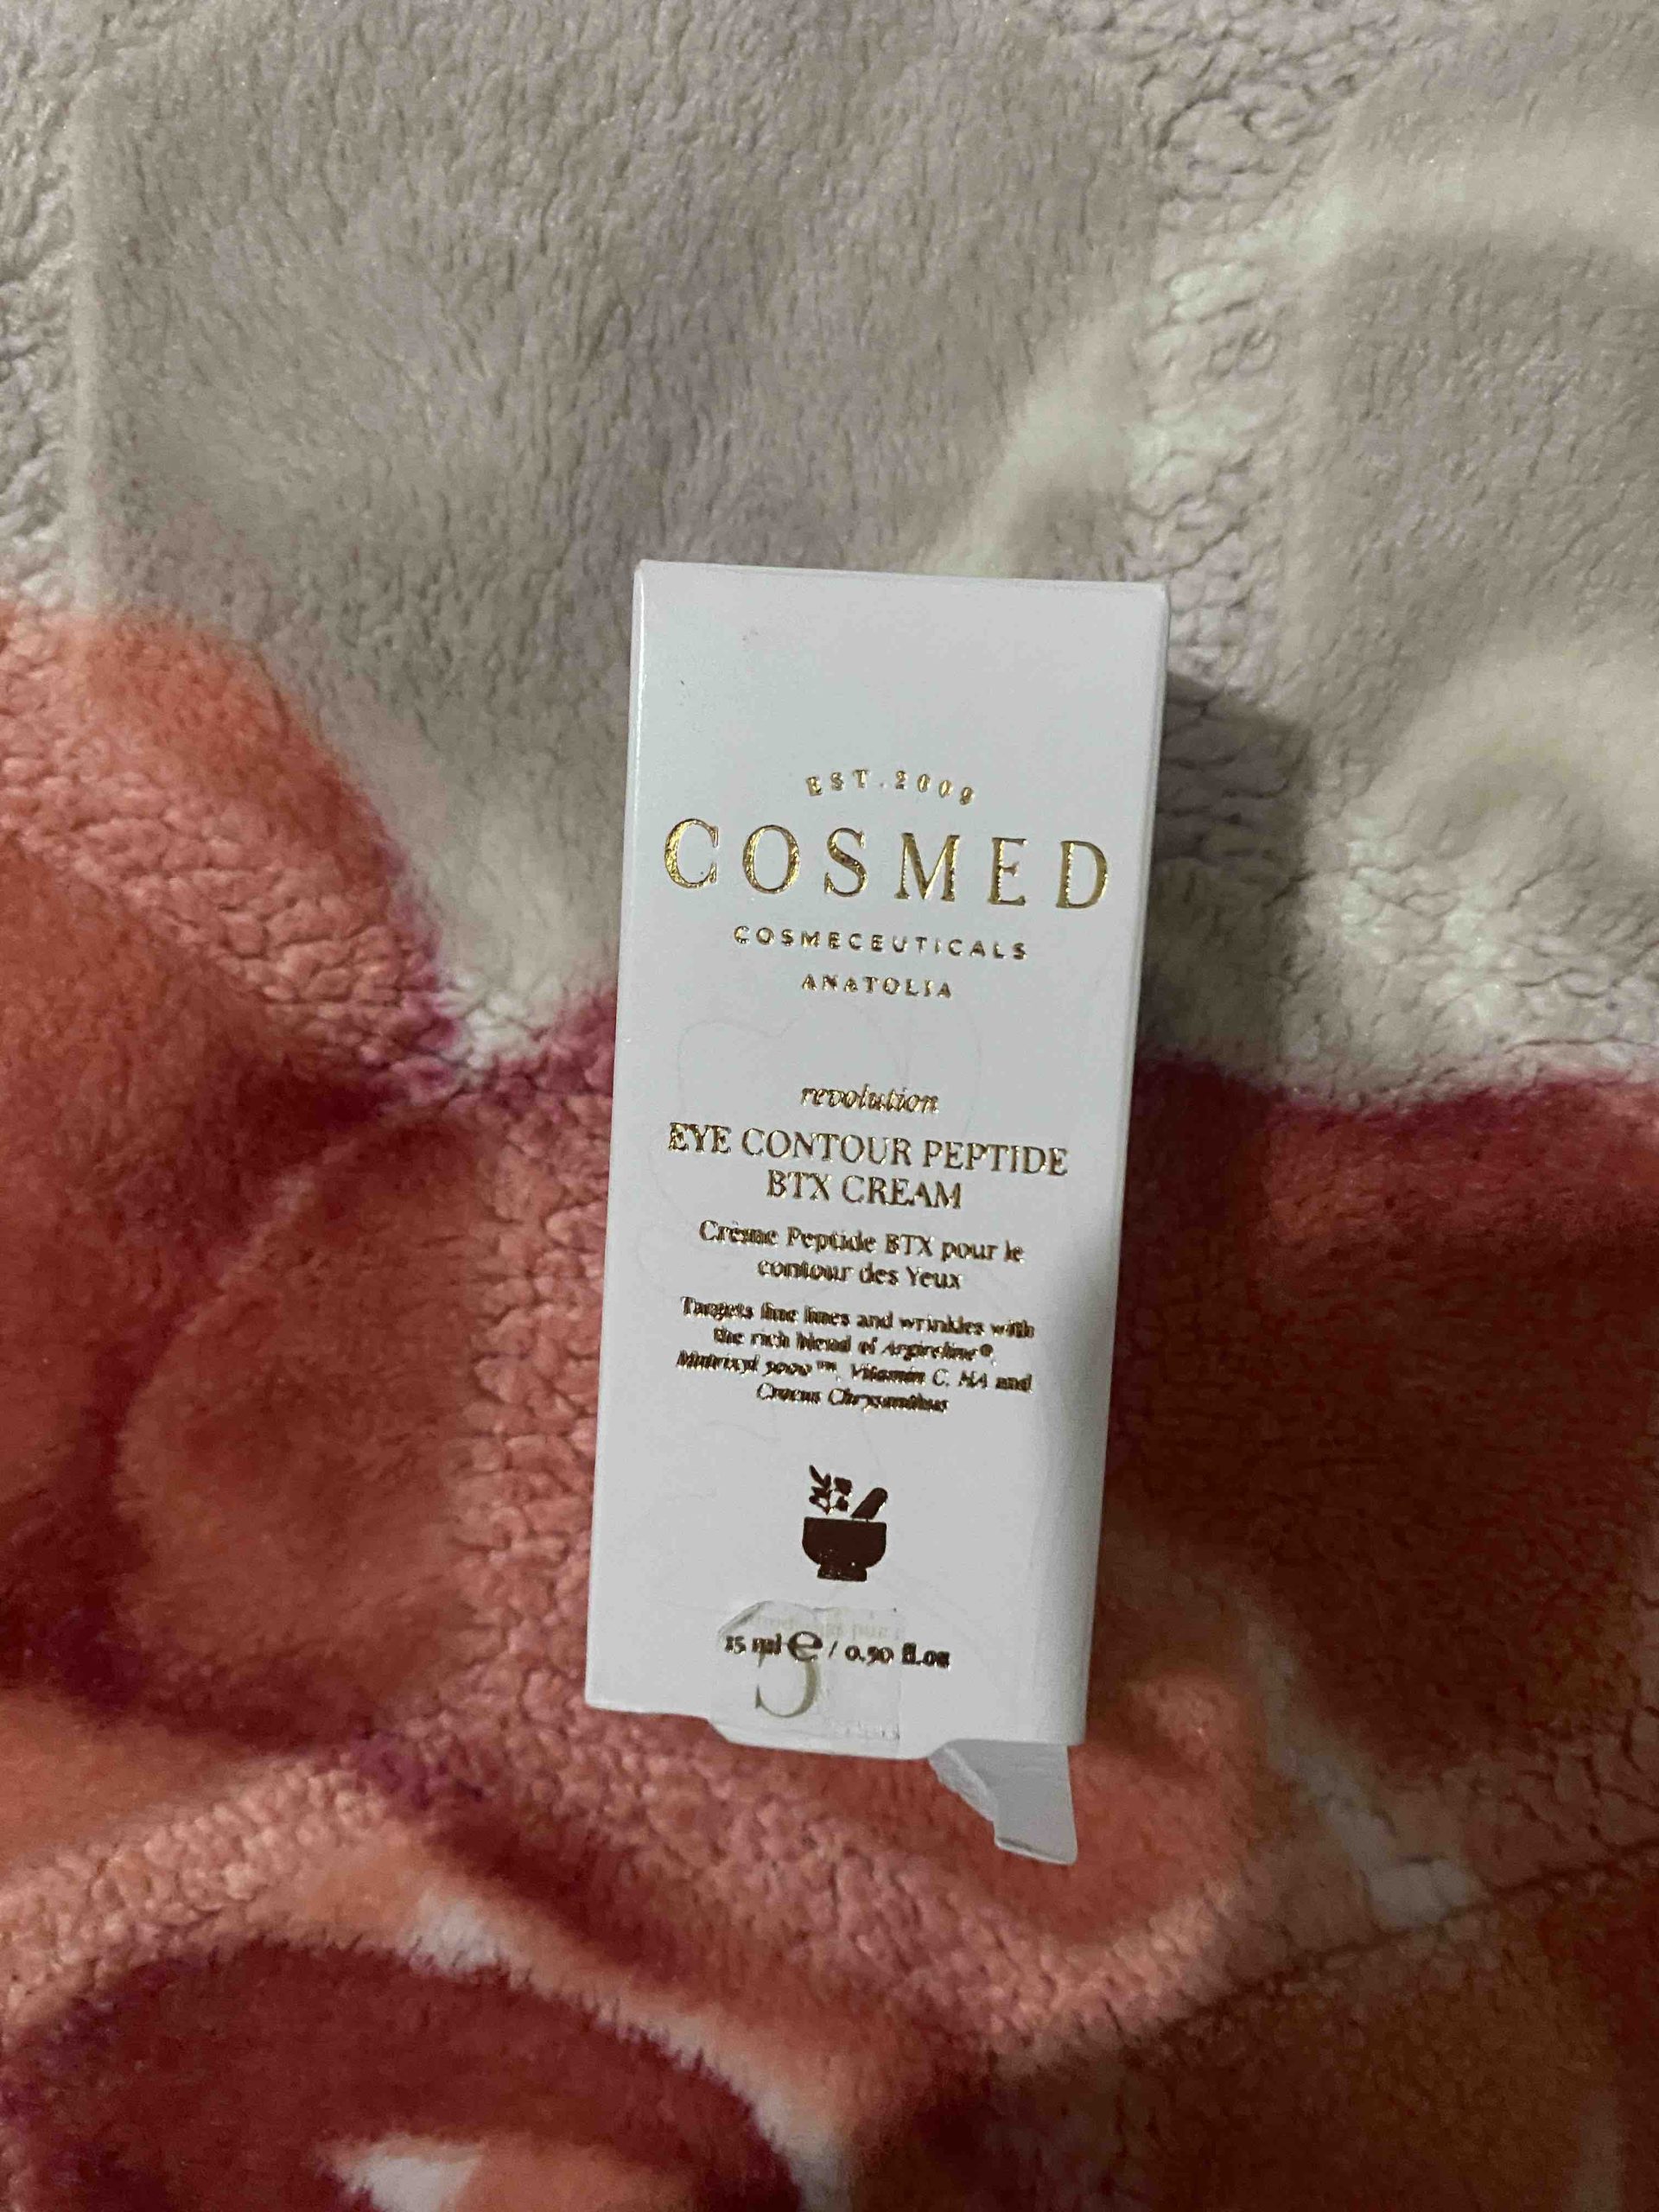 EST. 2009
COSMED
COSMECEUTICALS
ANATOLIA
revolution
EYE CONTOUR PEPTIDE
BTX CREAM
Crème Peptide BTX pour le
contour des Yeux
Targets fine lines and wrinkles with
the rich blend of Argireline®,
Matrixyl 3000™, Vitamin C, HA and
Crocus Chrysanthus
15 ml e / 0.50 fl.oz